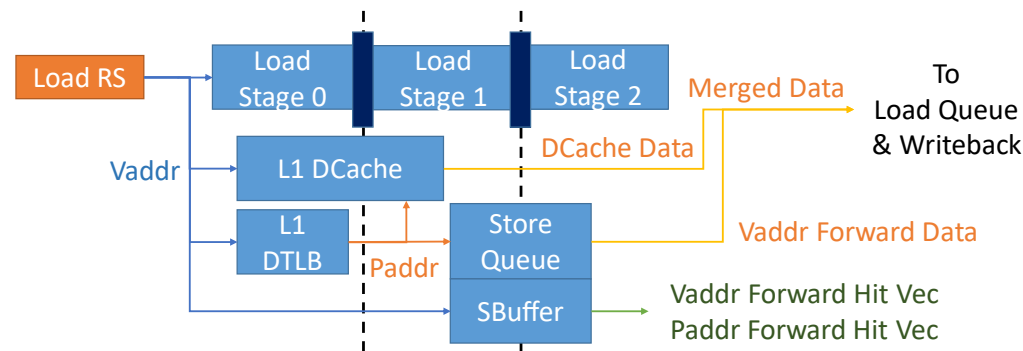 Load RS
Load
Stage 0
Load
Stage 1
Load
Stage 2
Merged Data
To
Load Queue
& Writeback
Vaddr
L1 DCache
DCache Data
L1
DTLB
Paddr
Store
Queue
SBuffer
Vaddr Forward Data
Vaddr Forward Hit Vec
Paddr Forward Hit Vec